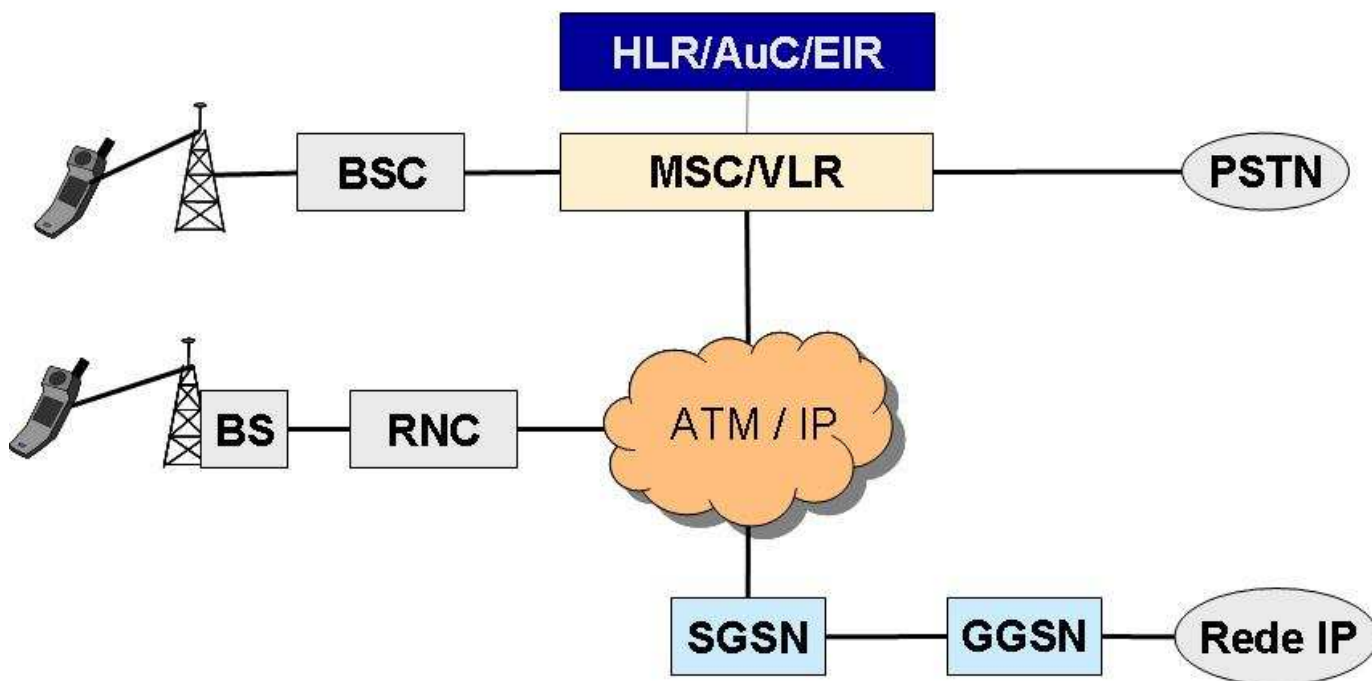 HLR/AuC/EIR
BSC
MSC/VLR
PSTN
BS
RNC
ATM / IP
SGSN
GGSN
Rede IP